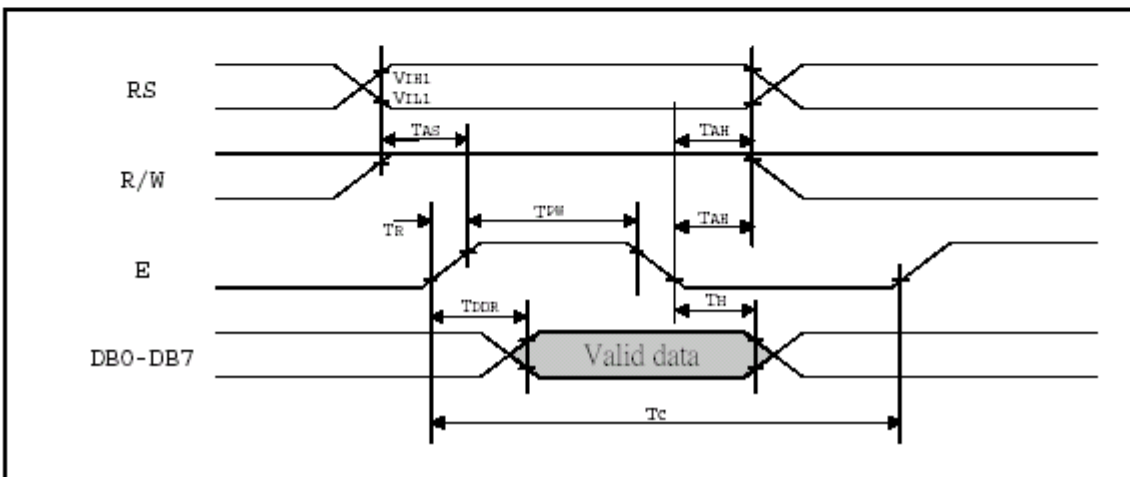 RS
VIH1
VIL1
TAS
TAH
R/W
TR
TPW
TAH
E
TDDR
TH
DB0-DB7
Valid data
TC